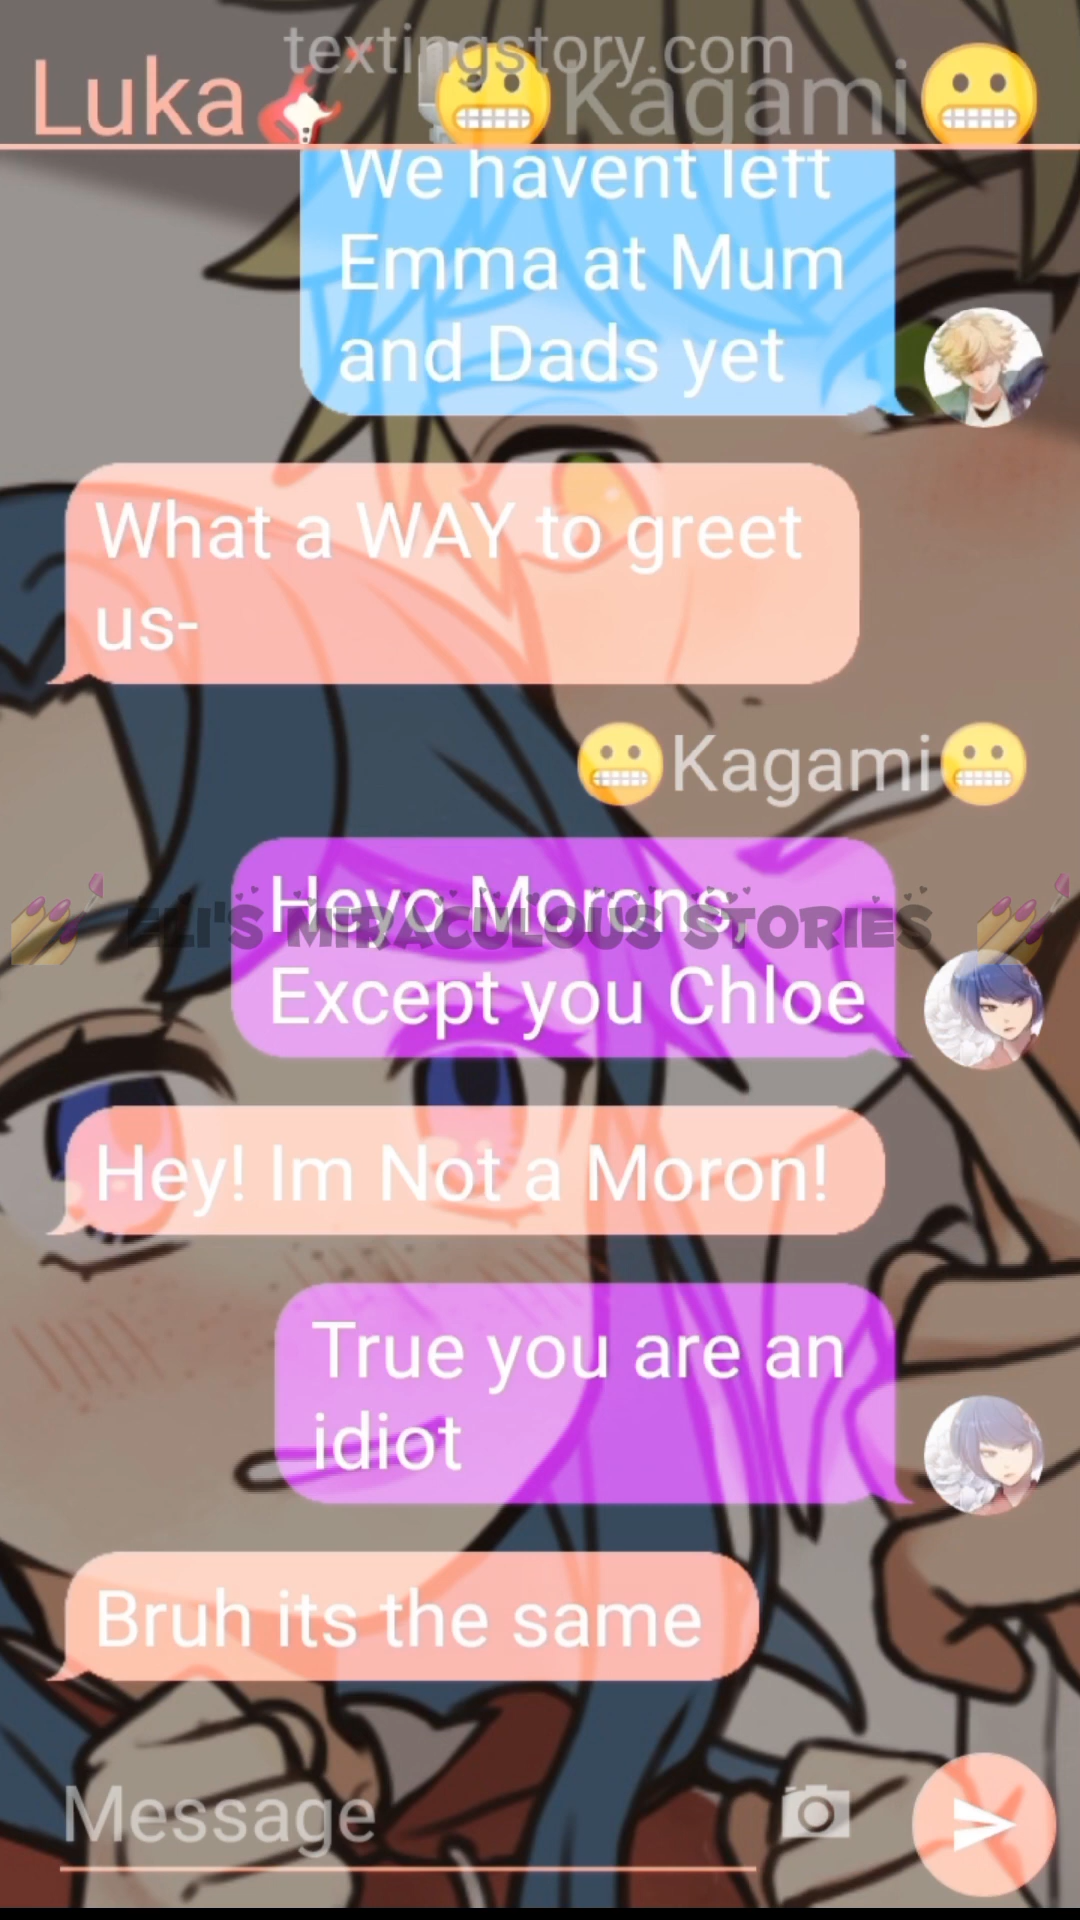 textingstory.com
Luka 😬Kagami😬
We havent left
Emma at Mum
and Dads yet
What a WAY to greet
us-
😬Kagami😬
Heyo Morons,
Except you Chloe
ELI'S MIRACULOUS STORIES
Hey! Im Not a Moron!
True you are an
idiot
Bruh its the same
Message